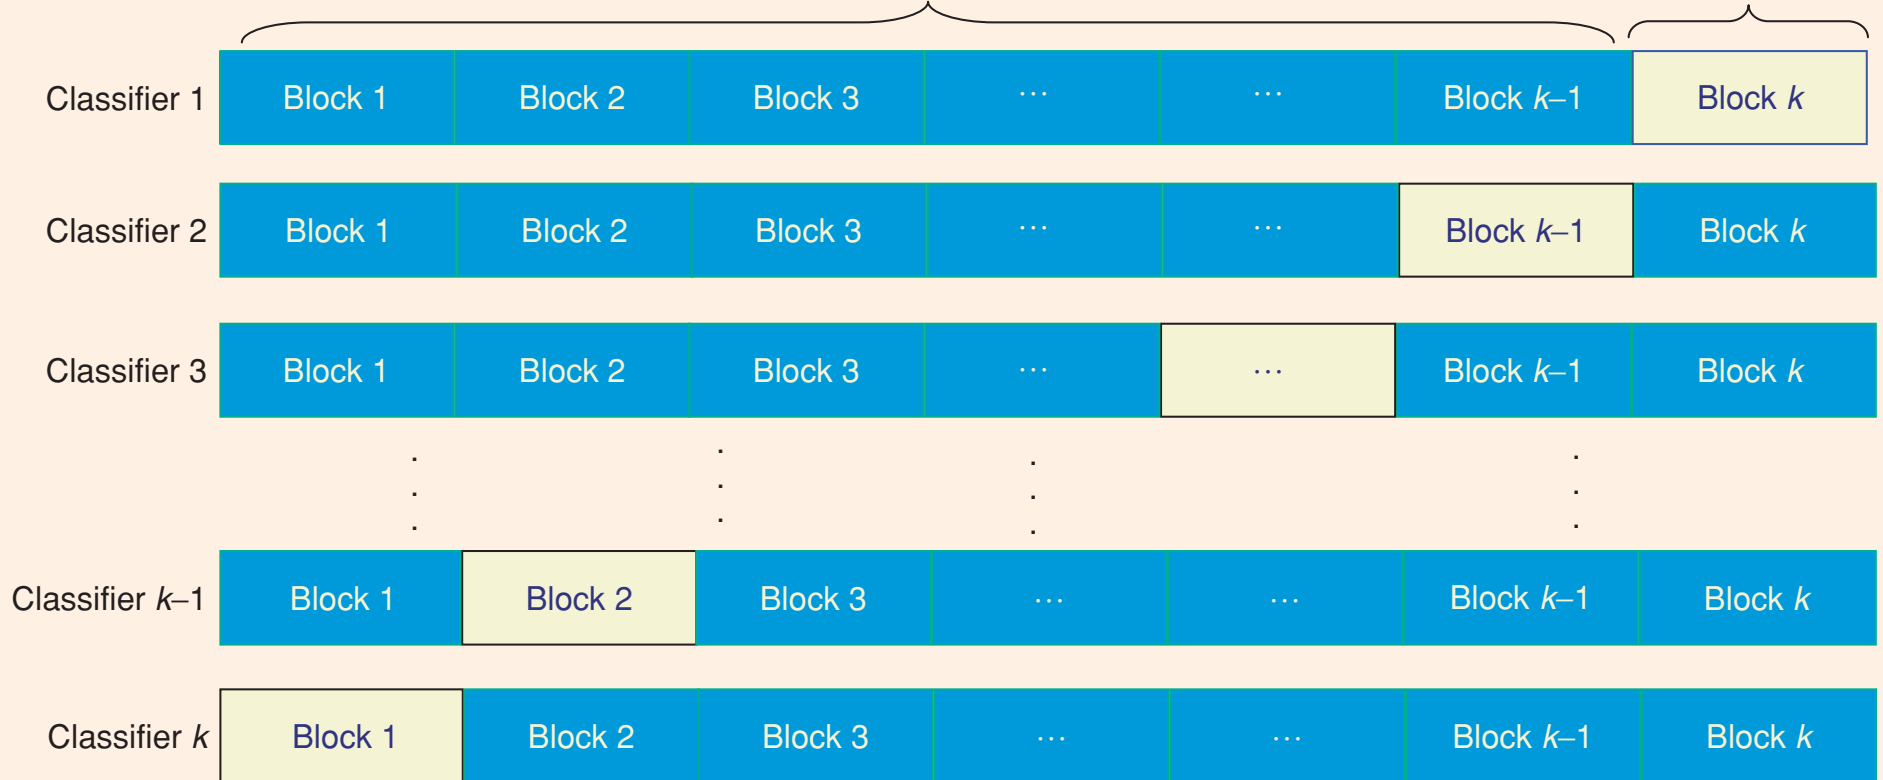 Classifier 1 Block 1 Block 2 Block 3 ... ... Block k–1 Block k
Classifier 2 Block 1 Block 2 Block 3 ... ... Block k–1 Block k
Classifier 3 Block 1 Block 2 Block 3 ... ... Block k–1 Block k
Classifier k–1 Block 1 Block 2 Block 3 ... ... Block k–1 Block k
Classifier k Block 1 Block 2 Block 3 ... ... Block k–1 Block k